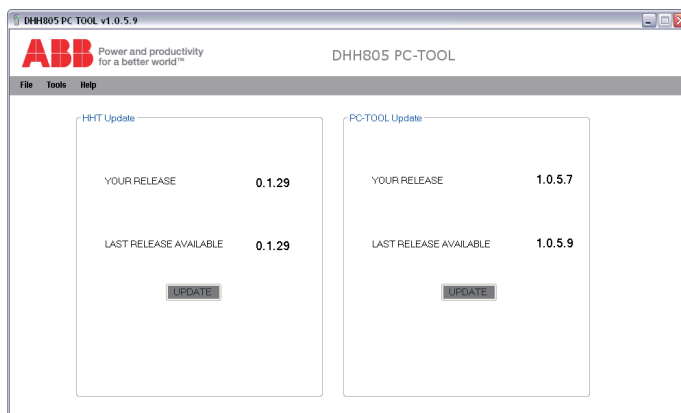 DHH805 PC TOOL v1.0.5.9
ABB Power and productivity
for a better world™
DHH805 PC-TOOL
File Tools Help
HHT Update
YOUR RELEASE 0.1.29
LAST RELEASE AVAILABLE 0.1.29
UPDATE
PC-TOOL Update
YOUR RELEASE 1.0.5.7
LAST RELEASE AVAILABLE 1.0.5.9
UPDATE